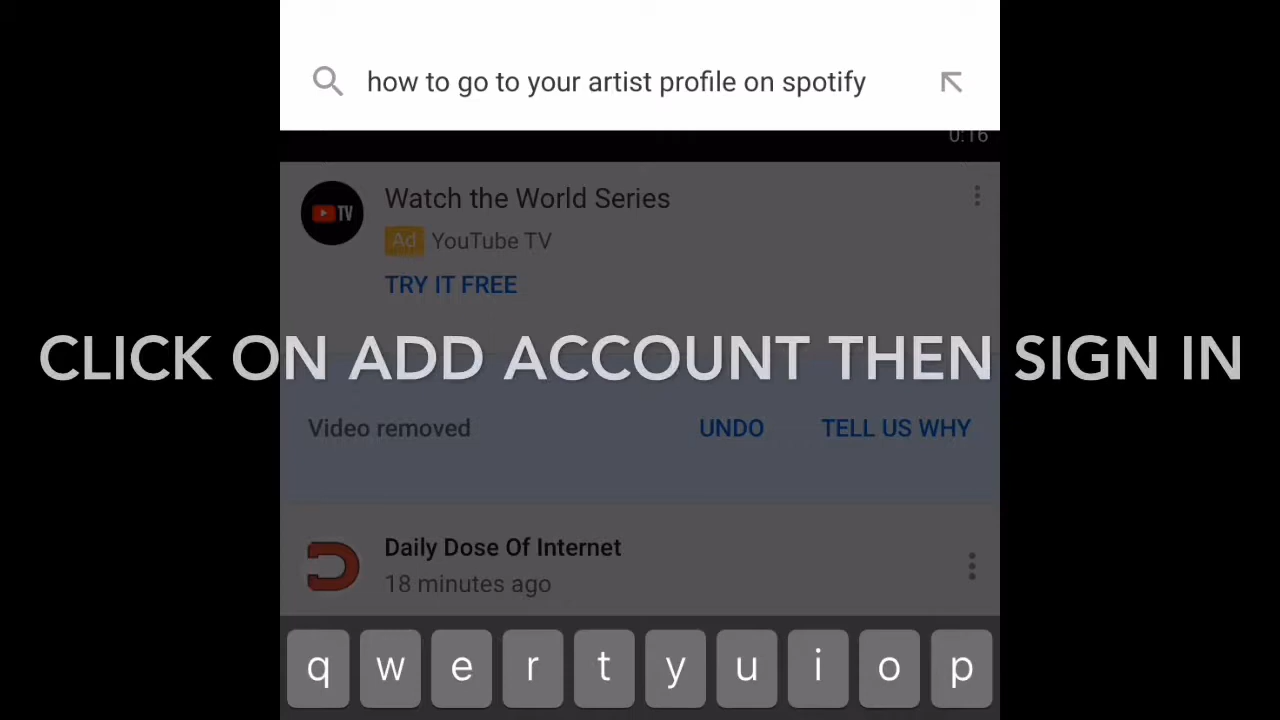 how to go to your artist profile on spotify
0:16
TV
Watch the World Series
Ad YouTube TV
TRY IT FREE
CLICK ON ADD ACCOUNT THEN SIGN IN
Video removed UNDO TELL US WHY
Daily Dose Of Internet
18 minutes ago
q w e r t y u i o p